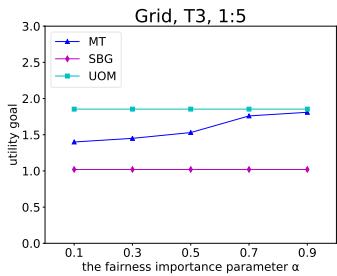 Grid, T3, 1:5
3.0
MT
SBG
UOM
2.5
2.0
1.5
1.0
0.5
0.0
utility goal
0.1 0.3 0.5 0.7 0.9
the fairness importance parameter α